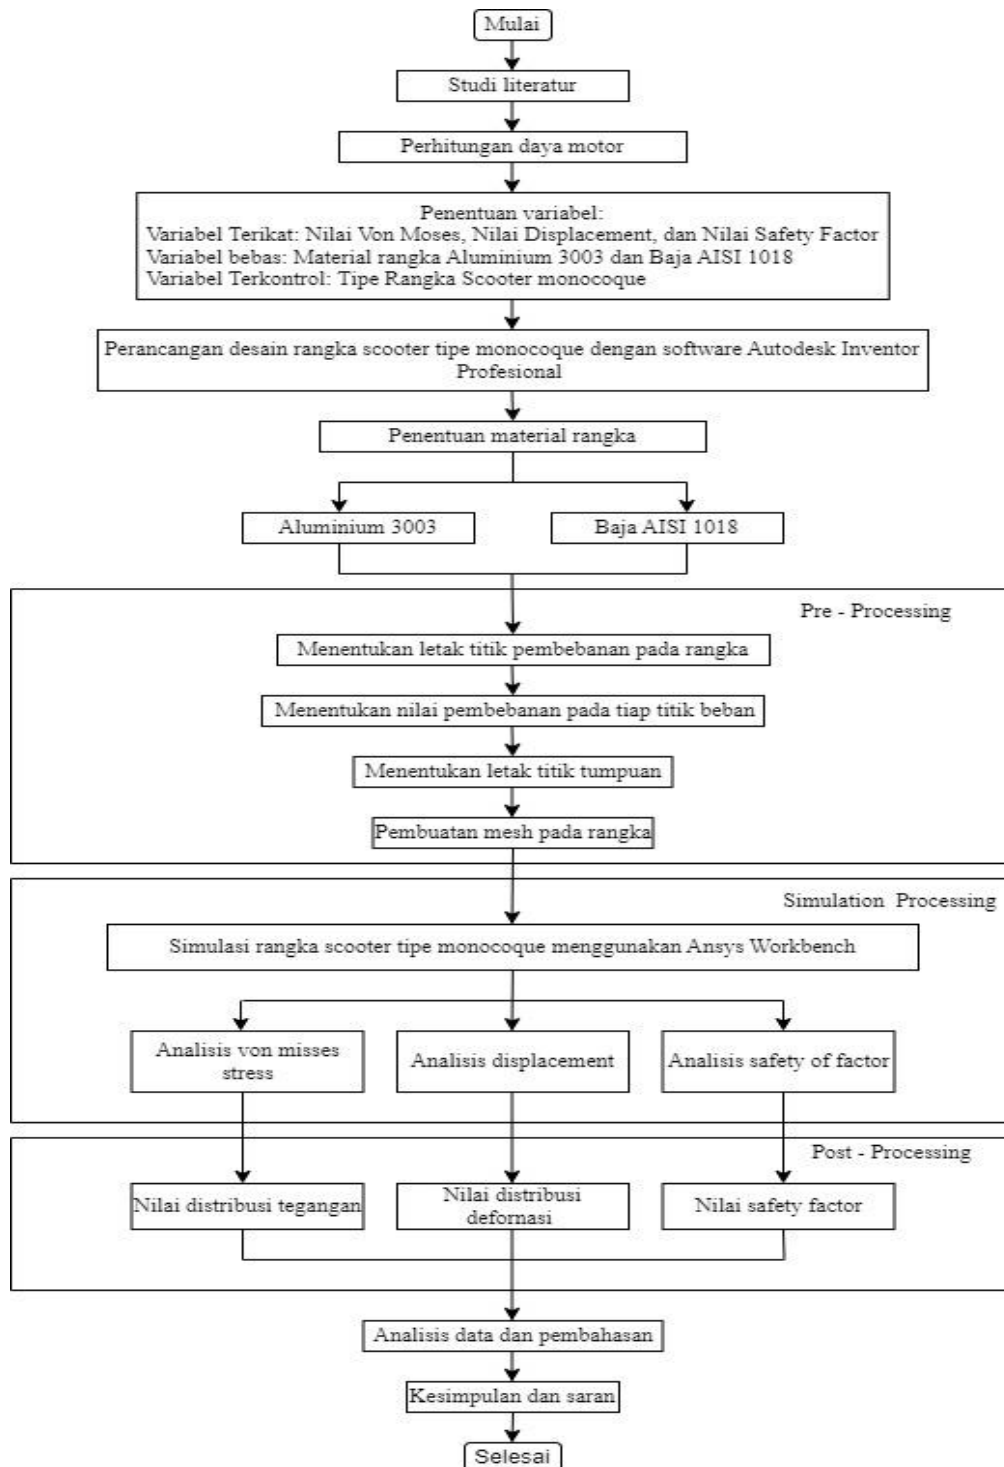 Mulai
Studi literatur
Perhitungan daya motor
Penentuan variabel:
Variabel Terikat: Nilai Von Moses, Nilai Displacement, dan Nilai Safety Factor
Variabel bebas: Material rangka Aluminium 3003 dan Baja AISI 1018
Variabel Terkontrol: Tipe Rangka Scooter monocoque
Perancangan desain rangka scooter tipe monocoque dengan software Autodesk Inventor
Profesional
Penentuan material rangka
Aluminium 3003
Baja AISI 1018
Pre - Processing
Menentukan letak titik pembebanan pada rangka
Menentukan nilai pembebanan pada tiap titik beban
Menentukan letak titik tumpuan
Pembuatan mesh pada rangka
Simulation Processing
Simulasi rangka scooter tipe monocoque menggunakan Ansys Workbench
Analisis von misses
stress
Analisis displacement
Analisis safety of factor
Post - Processing
Nilai distribusi tegangan
Nilai distribusi
defornasi
Nilai safety factor
Analisis data dan pembahasan
Kesimpulan dan saran
Selesai